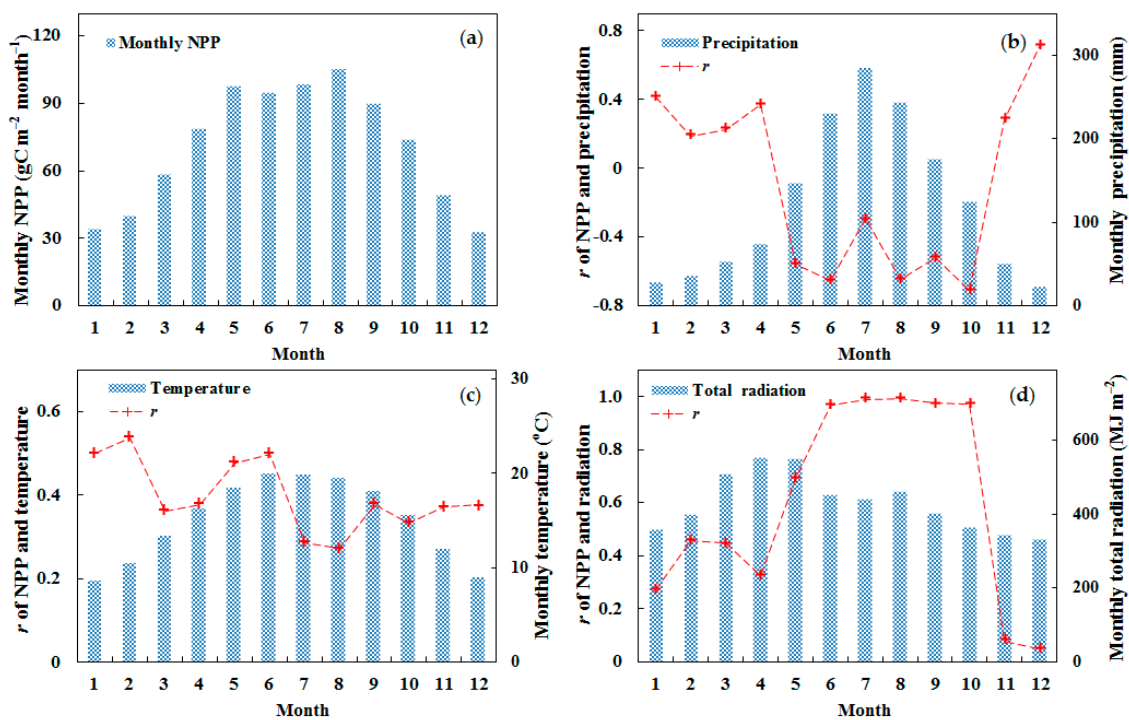 (a)
Monthly NPP
120
90
60
30
0
Monthly NPP (gC m⁻² month⁻¹)
1 2 3 4 5 6 7 8 9 10 11 12
Month
(b)
Precipitation
r
0.8
0.4
0
-0.4
-0.8
r of NPP and precipitation
300
200
100
0
Monthly precipitation (mm)
1 2 3 4 5 6 7 8 9 10 11 12
Month
(c)
Temperature
r
0.6
0.4
0.2
0
r of NPP and temperature
30
20
10
0
Monthly temperature (°C)
1 2 3 4 5 6 7 8 9 10 11 12
Month
(d)
Total radiation
r
1.0
0.8
0.6
0.4
0.2
0
r of NPP and radiation
600
400
200
0
Monthly total radiation (MJ m⁻²)
1 2 3 4 5 6 7 8 9 10 11 12
Month